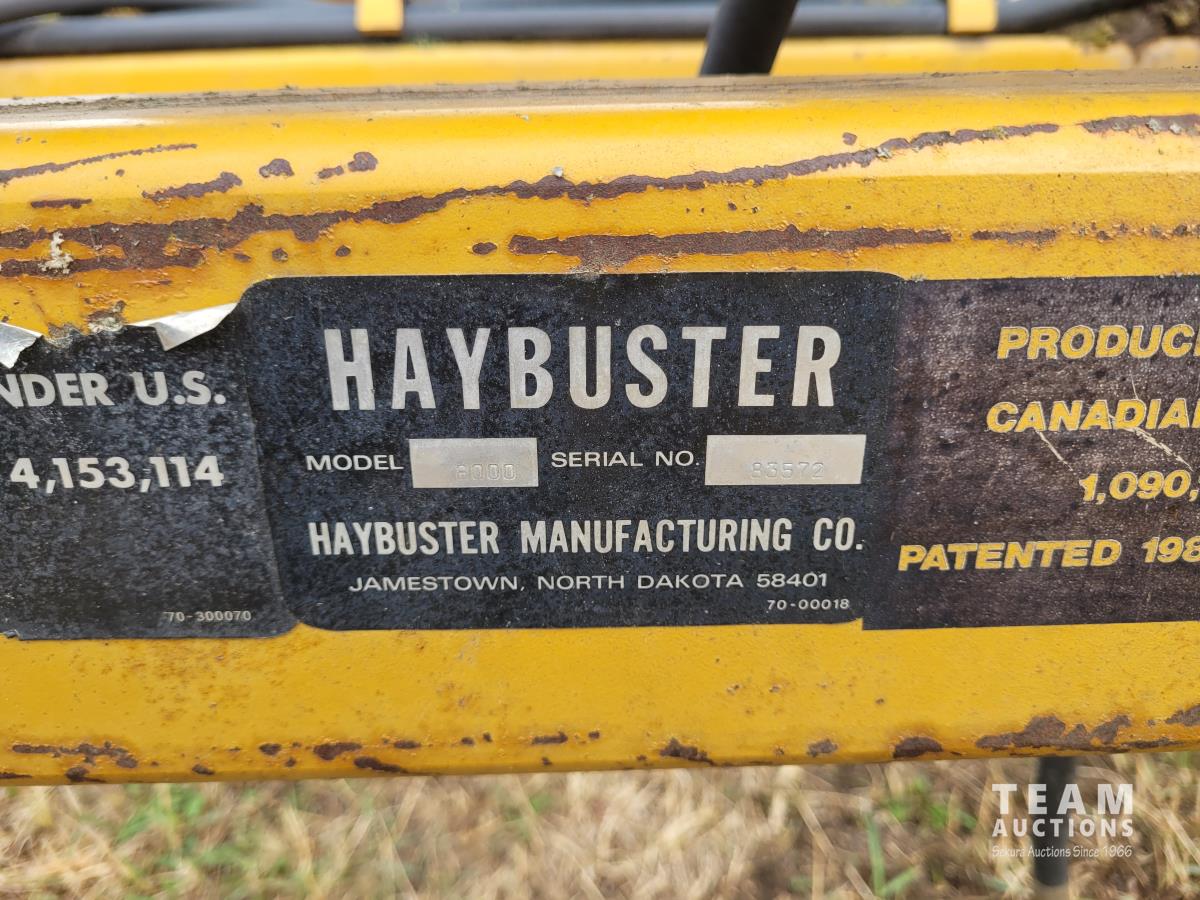 NDER U.S.
4,153,114
70-300070
HAYBUSTER
MODEL 8000 SERIAL NO. 83572
HAYBUSTER MANUFACTURING CO.
JAMESTOWN, NORTH DAKOTA 58401
70-00018
PRODUC
CANADIA
1,090,
PATENTED 198
TEAM
AUCTIONS
Sekura Auctions Since 1966